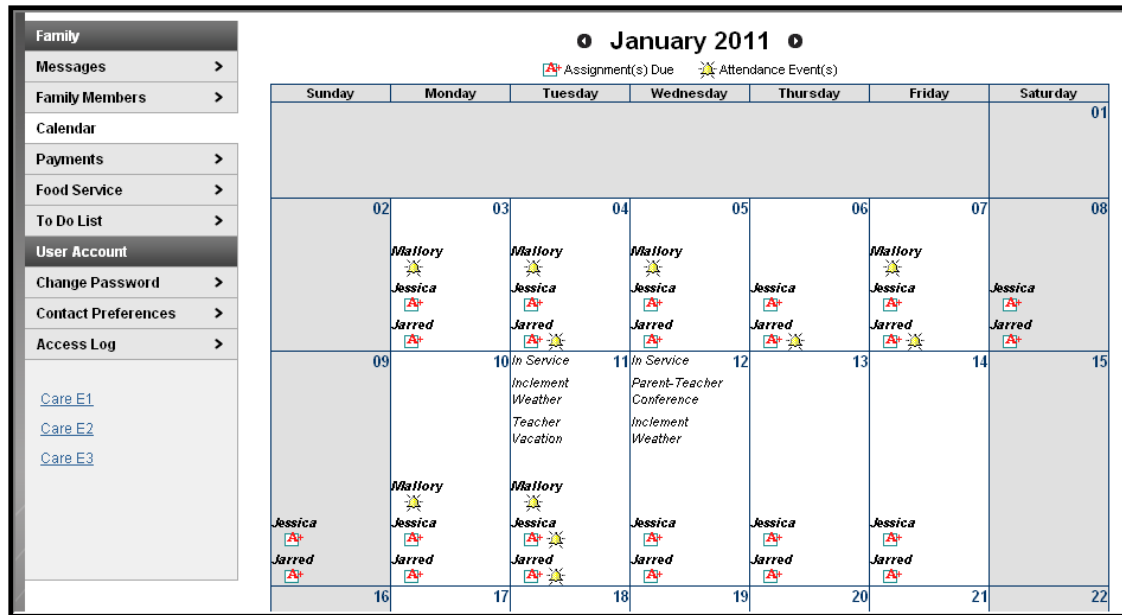 Family
Messages >
Family Members >
Calendar
Payments >
Food Service >
To Do List >
User Account
Change Password >
Contact Preferences >
Access Log >
Care E1
Care E2
Care E3
January 2011
A+ Assignment(s) Due Attendance Event(s)
Sunday Monday Tuesday Wednesday Thursday Friday Saturday
01
02 03 04 05 06 07 08
Mallory Mallory Mallory Mallory
Jessica Jessica Jessica Jessica Jessica Jessica
A+ A+ A+ A+ A+ A+
Jarred Jarred Jarred Jarred Jarred Jarred
A+ A+ A+ A+ A+ A+
09 10 In Service 11 In Service 12 13 14 15
Inclement Parent-Teacher
Weather Conference
Teacher Inclement
Vacation Weather
Mallory Mallory
Jessica Jessica Jessica Jessica Jessica Jessica
A+ A+ A+ A+ A+ A+
Jarred Jarred Jarred Jarred Jarred Jarred
A+ A+ A+ A+ A+ A+
16 17 18 19 20 21 22